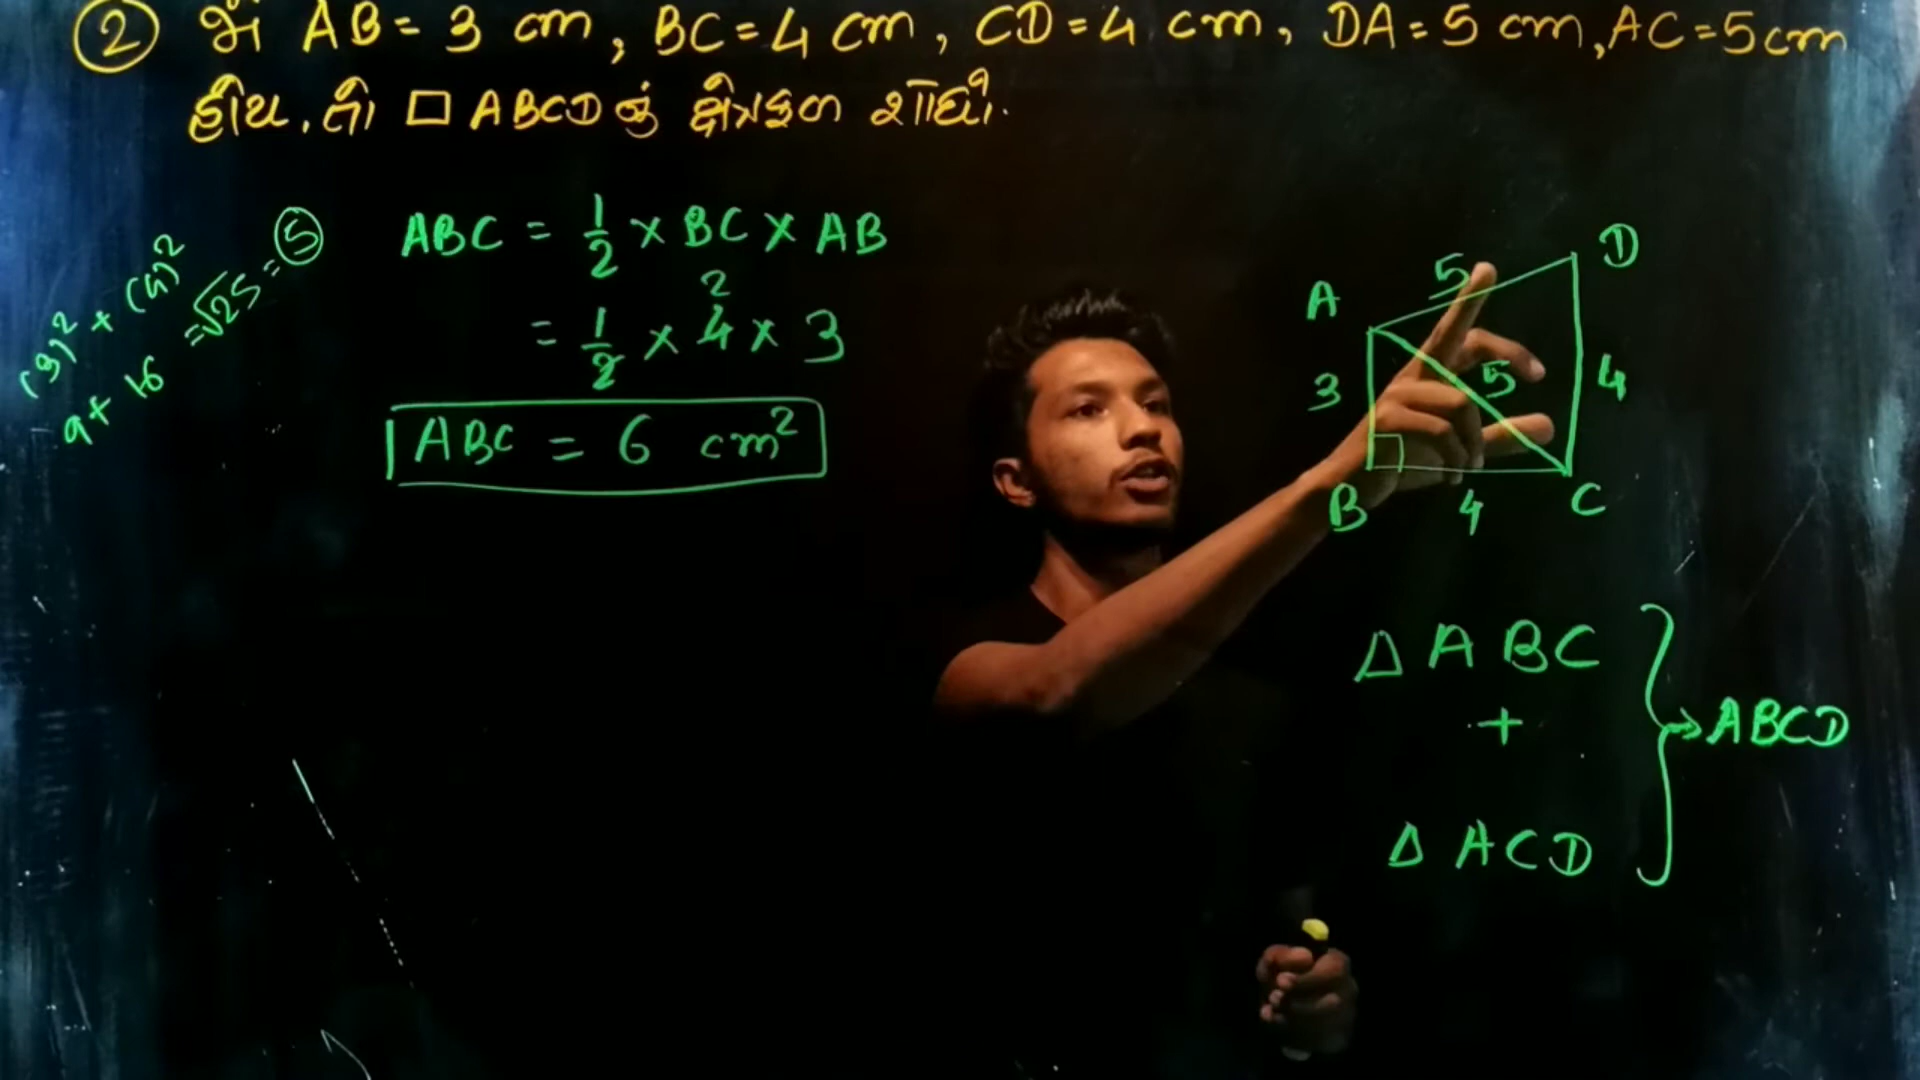 ② જો AB = 3 cm, BC = 4 cm, CD = 4 cm, DA = 5 cm, AC = 5 cm
હોય. તો □ ABCD નું ક્ષેત્રફળ શોધો.
(3)² + (4)²
9 + 16 = √25 = 5
ABC = 1/2 × BC × AB
= 1/2 × 4 × 3
2
ABC = 6 cm²
A
D
B
C
5
3
5
4
4
Δ ABC
+
Δ ACD
→ ABCD